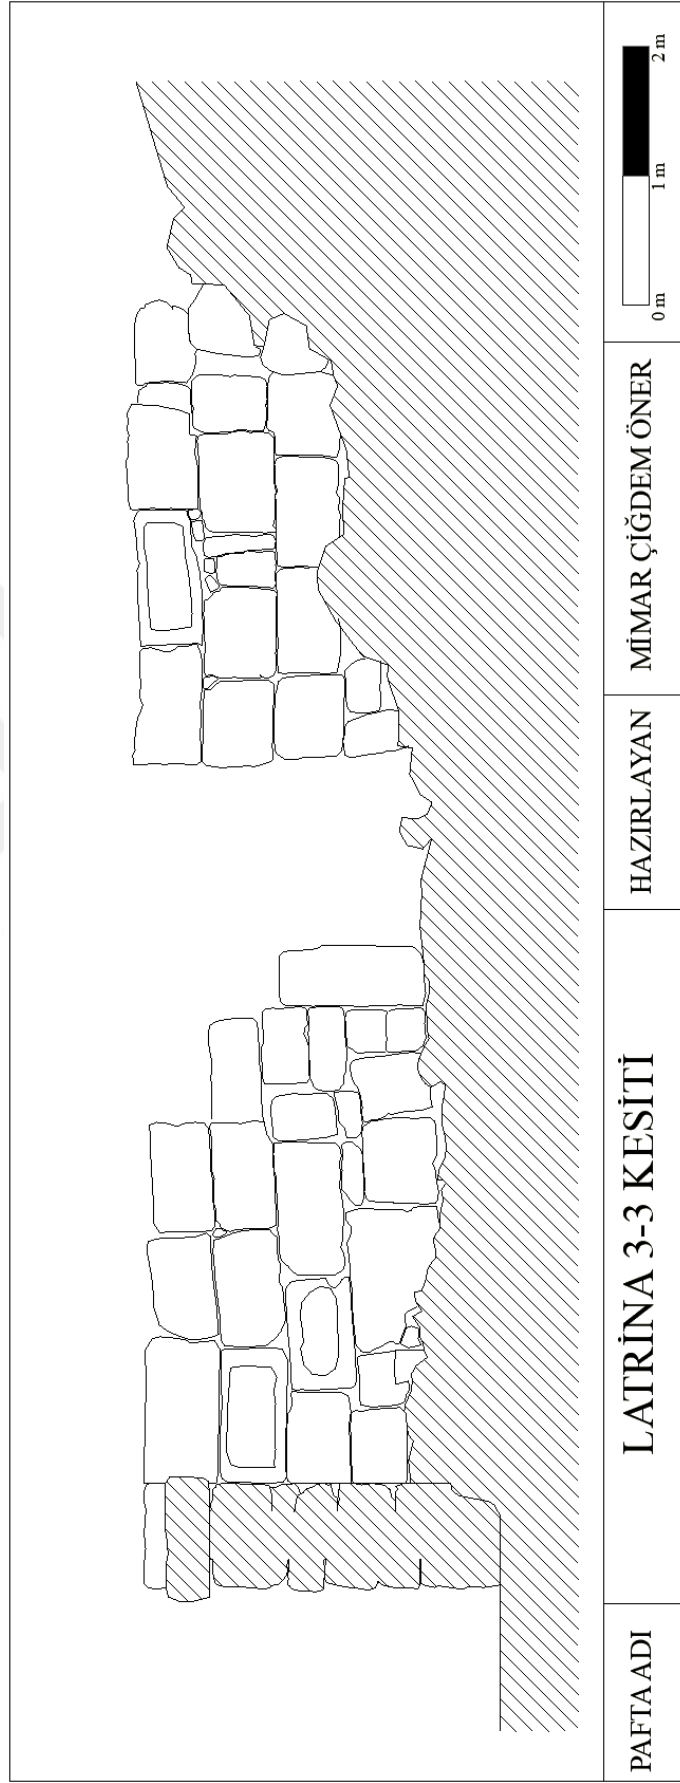 PAFTA ADI
LATRİNA 3-3 KESİTİ
HAZIRLAYAN
MİMAR ÇİĞDEM ÖNER
0 m 1 m 2 m